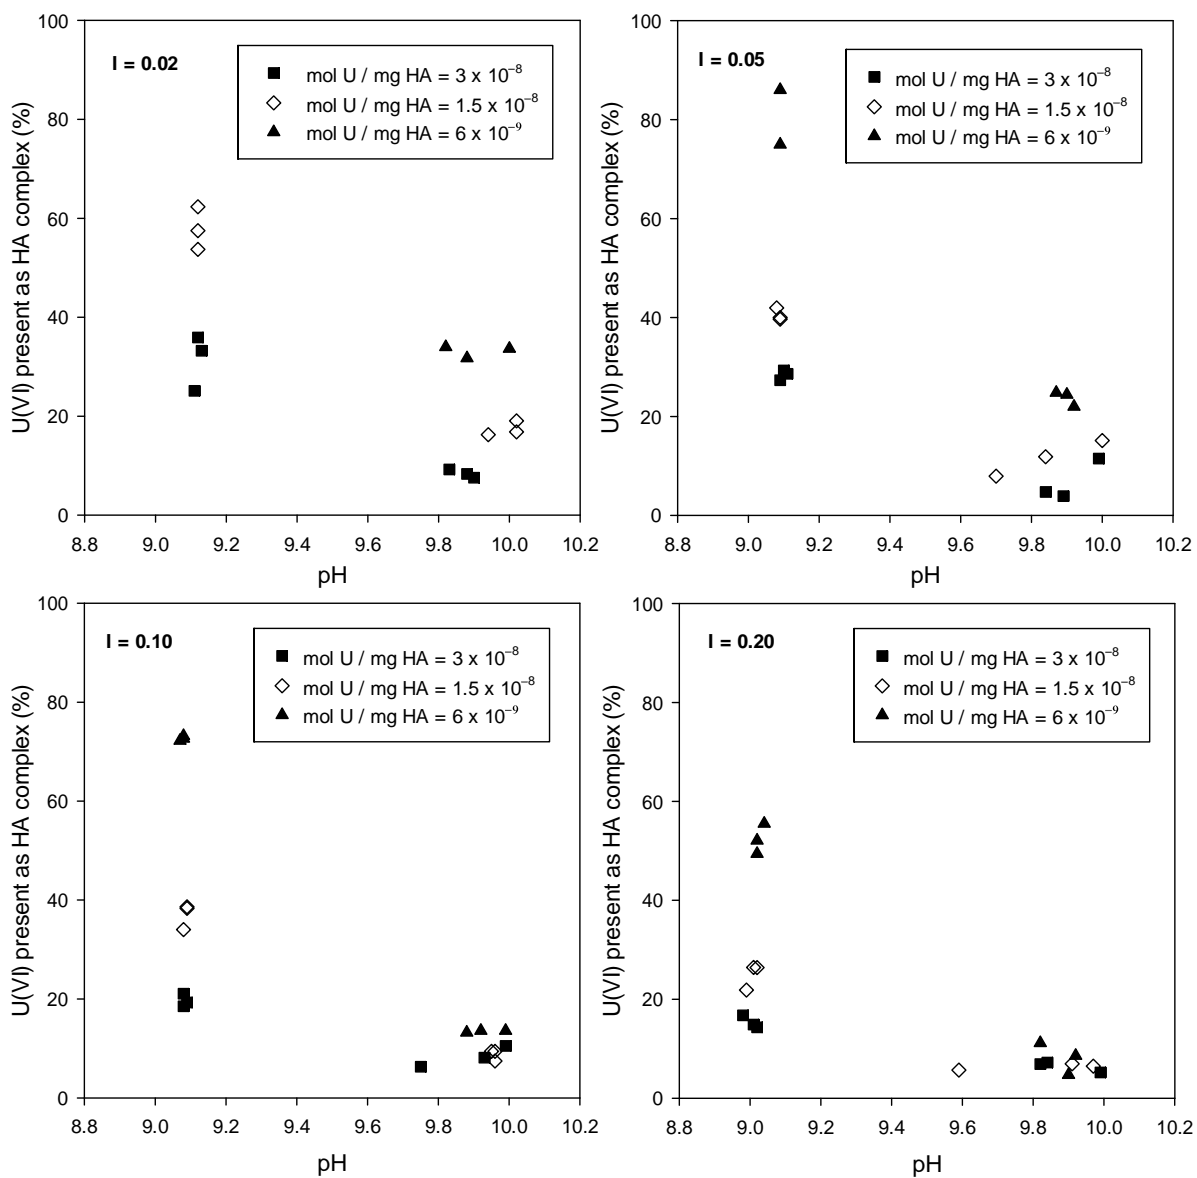 I = 0.02
mol U / mg HA = 3 x 10⁻⁸
mol U / mg HA = 1.5 x 10⁻⁸
mol U / mg HA = 6 x 10⁻⁹
U(VI) present as HA complex (%)
100
80
60
40
20
0
8.8 9.0 9.2 9.4 9.6 9.8 10.0 10.2
pH
I = 0.05
mol U / mg HA = 3 x 10⁻⁸
mol U / mg HA = 1.5 x 10⁻⁸
mol U / mg HA = 6 x 10⁻⁹
U(VI) present as HA complex (%)
100
80
60
40
20
0
8.8 9.0 9.2 9.4 9.6 9.8 10.0 10.2
pH
I = 0.10
mol U / mg HA = 3 x 10⁻⁸
mol U / mg HA = 1.5 x 10⁻⁸
mol U / mg HA = 6 x 10⁻⁹
U(VI) present as HA complex (%)
100
80
60
40
20
0
8.8 9.0 9.2 9.4 9.6 9.8 10.0 10.2
pH
I = 0.20
mol U / mg HA = 3 x 10⁻⁸
mol U / mg HA = 1.5 x 10⁻⁸
mol U / mg HA = 6 x 10⁻⁹
U(VI) present as HA complex (%)
100
80
60
40
20
0
8.8 9.0 9.2 9.4 9.6 9.8 10.0 10.2
pH